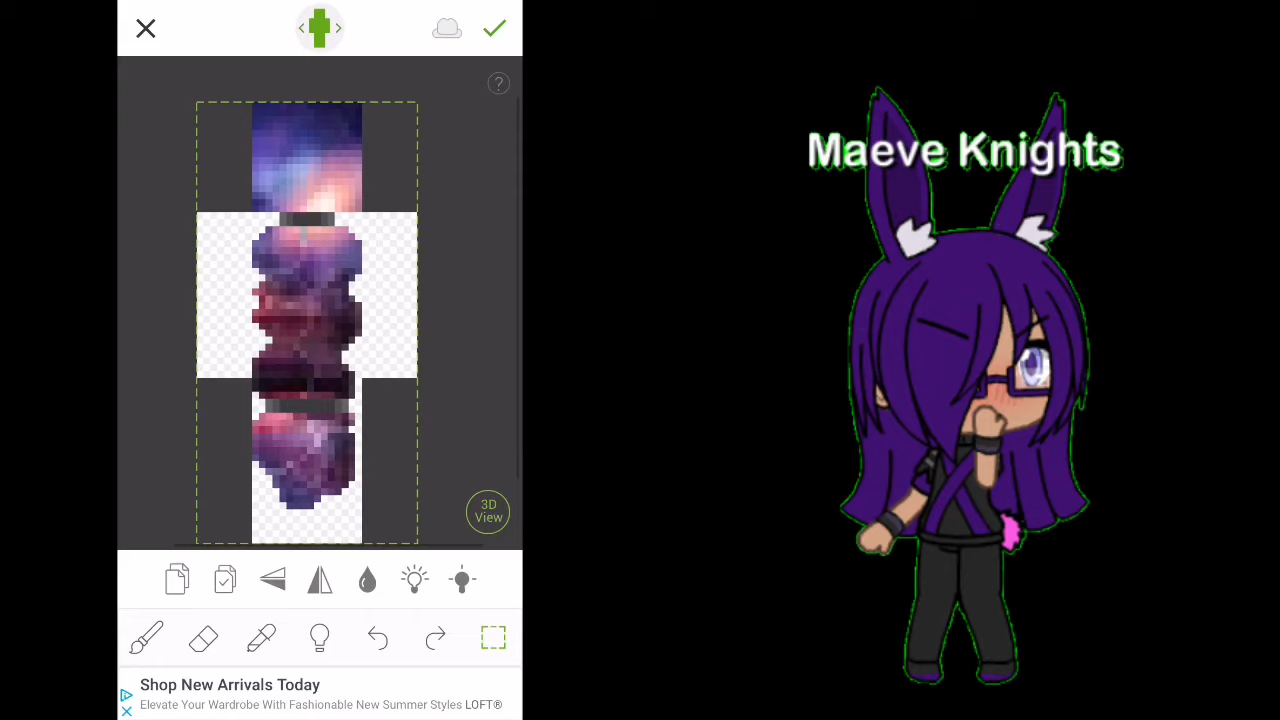 ?
3D
View
Shop New Arrivals Today
Elevate Your Wardrobe With Fashionable New Summer Styles LOFT®
Maeve Knights